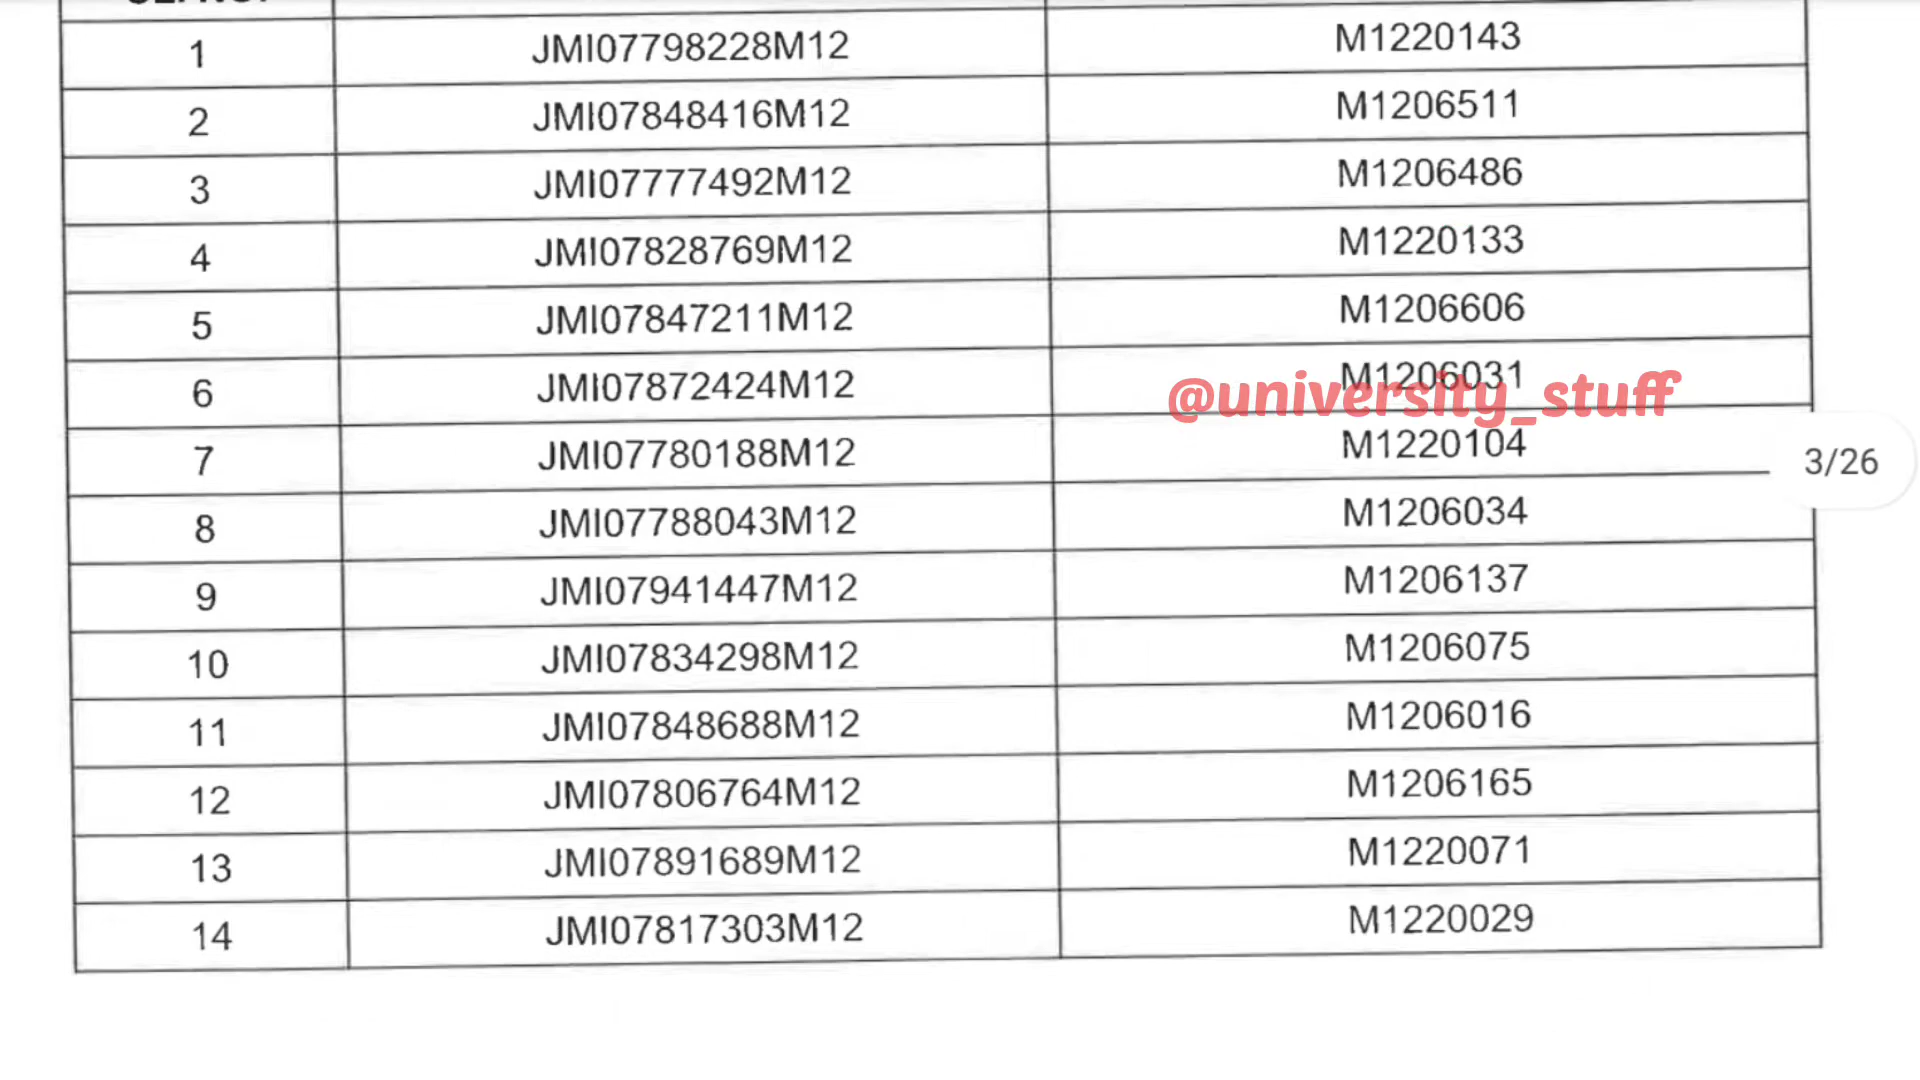 1 JMI07798228M12 M1220143
2 JMI07848416M12 M1206511
3 JMI07777492M12 M1206486
4 JMI07828769M12 M1220133
5 JMI07847211M12 M1206606
6 JMI07872424M12 M1206031
@university_stuff
7 JMI07780188M12 M1220104
3/26
8 JMI07788043M12 M1206034
9 JMI07941447M12 M1206137
10 JMI07834298M12 M1206075
11 JMI07848688M12 M1206016
12 JMI07806764M12 M1206165
13 JMI07891689M12 M1220071
14 JMI07817303M12 M1220029